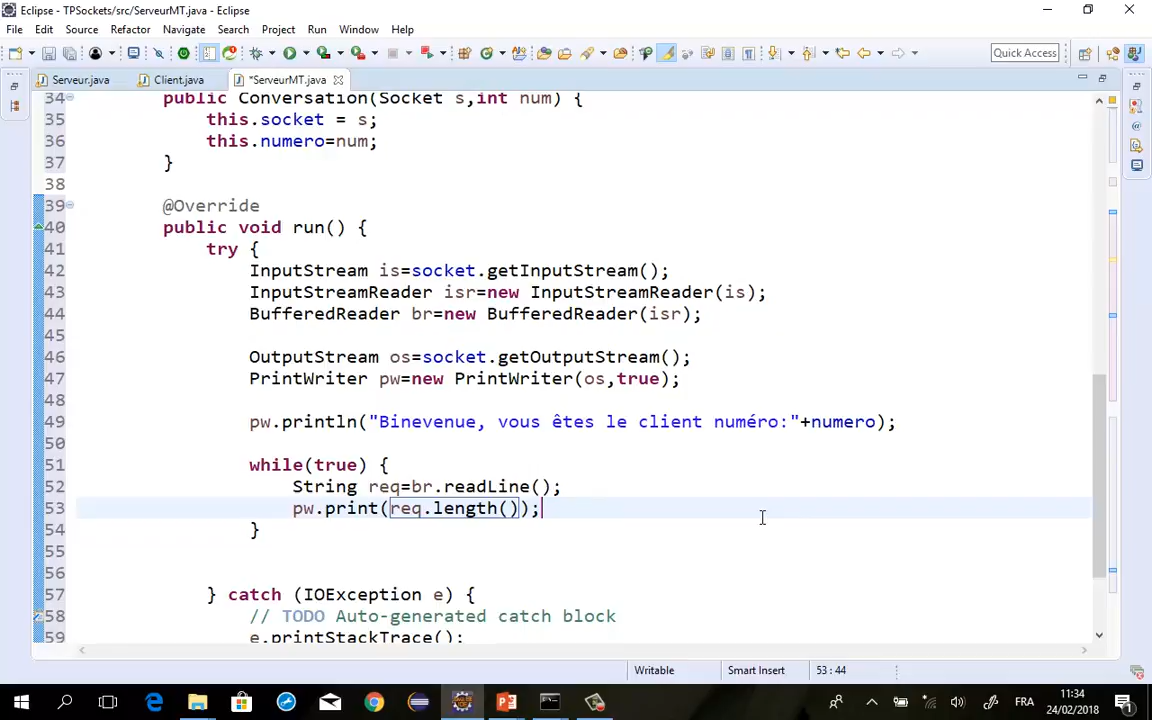 Eclipse - TPSockets/src/ServeurMT.java - Eclipse
File Edit Source Refactor Navigate Search Project Run Window Help
Quick Access
Serveur.java Client.java *ServeurMT.java
34 public Conversation(Socket s,int num) {
35 this.socket = s;
36 this.numero=num;
37 }
38
39 @Override
40 public void run() {
41 try {
42 InputStream is=socket.getInputStream();
43 InputStreamReader isr=new InputStreamReader(is);
44 BufferedReader br=new BufferedReader(isr);
45
46 OutputStream os=socket.getOutputStream();
47 PrintWriter pw=new PrintWriter(os,true);
48
49 pw.println("Binevenue, vous êtes le client numéro:"+numero);
50
51 while(true) {
52 String req=br.readLine();
53 pw.print(req.length());
54 }
55
56
57 } catch (IOException e) {
58 // TODO Auto-generated catch block
59 e.printStackTrace();
Writable Smart Insert 53 : 44
FRA 11:34
24/02/2018 1